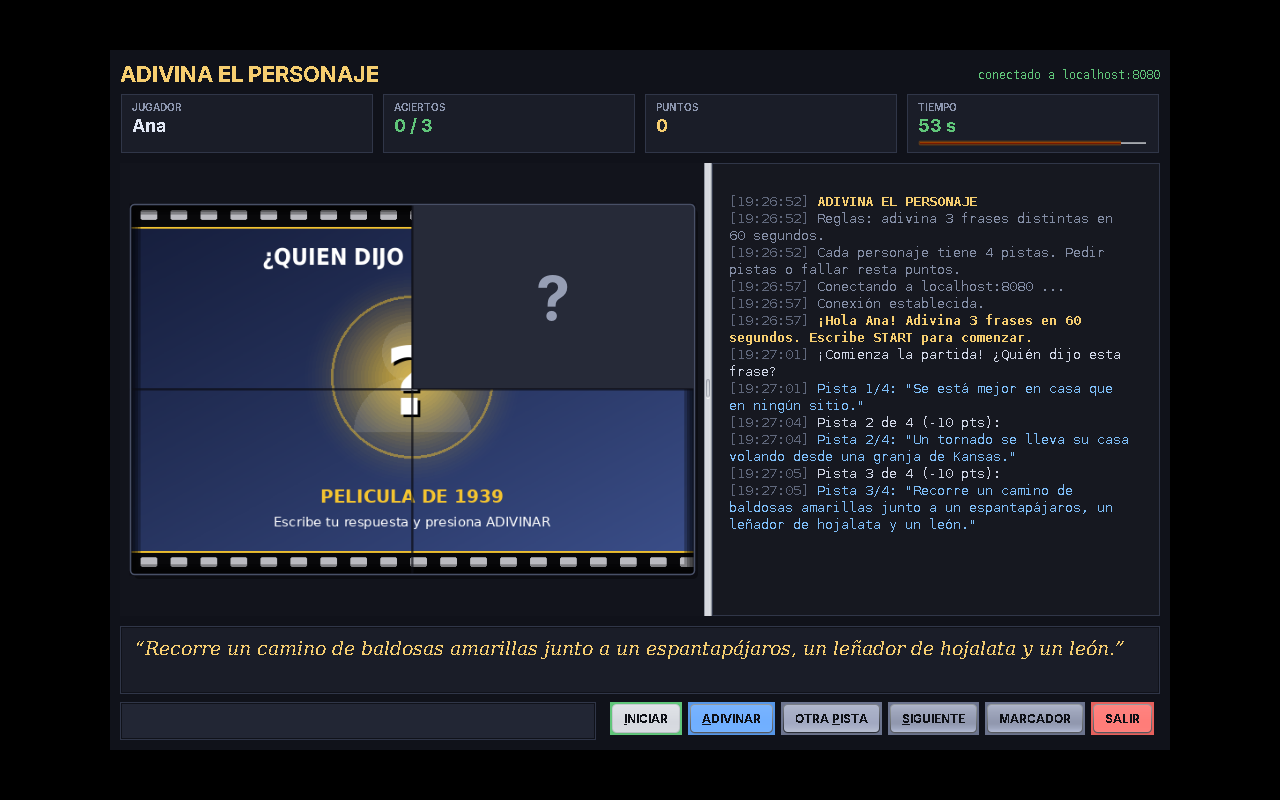 ADIVINA EL PERSONAJE
conectado a localhost:8080
JUGADOR
Ana
ACIERTOS
0 / 3
PUNTOS
0
TIEMPO
53 s
¿QUIEN DIJO
?
?
PELICULA DE 1939
Escribe tu respuesta y presiona ADIVINAR
[19:26:52] ADIVINA EL PERSONAJE
[19:26:52] Reglas: adivina 3 frases distintas en
60 segundos.
[19:26:52] Cada personaje tiene 4 pistas. Pedir
pistas o fallar resta puntos.
[19:26:57] Conectando a localhost:8080 ...
[19:26:57] Conexión establecida.
[19:26:57] ¡Hola Ana! Adivina 3 frases en 60
segundos. Escribe START para comenzar.
[19:27:01] ¡Comienza la partida! ¿Quién dijo esta
frase?
[19:27:01] Pista 1/4: "Se está mejor en casa que
en ningún sitio."
[19:27:04] Pista 2 de 4 (-10 pts):
[19:27:04] Pista 2/4: "Un tornado se lleva su casa
volando desde una granja de Kansas."
[19:27:05] Pista 3 de 4 (-10 pts):
[19:27:05] Pista 3/4: "Recorre un camino de
baldosas amarillas junto a un espantapájaros, un
leñador de hojalata y un león."
“Recorre un camino de baldosas amarillas junto a un espantapájaros, un leñador de hojalata y un león.”
INICIAR
ADIVINAR
OTRA PISTA
SIGUIENTE
MARCADOR
SALIR